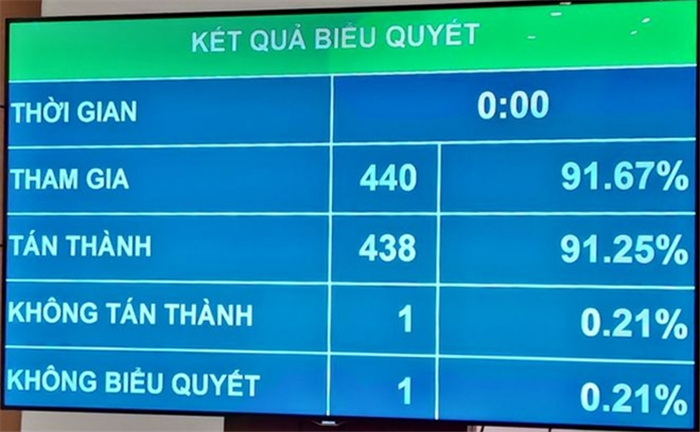 KẾT QUẢ BIỂU QUYẾT
THỜI GIAN 0:00
THAM GIA 440 91.67%
TÁN THÀNH 438 91.25%
KHÔNG TÁN THÀNH 1 0.21%
KHÔNG BIỂU QUYẾT 1 0.21%